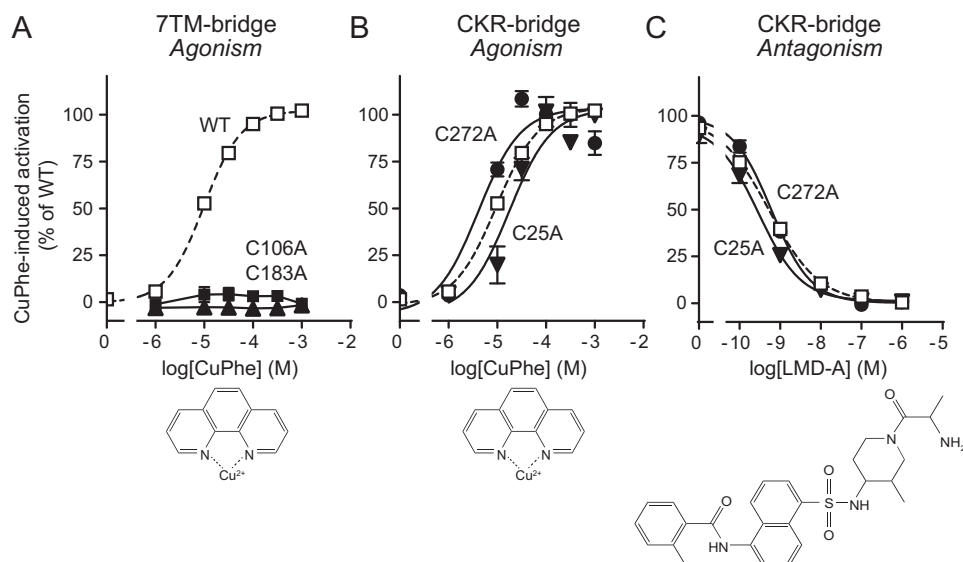 A
7TM-bridge
Agonism
B
CKR-bridge
Agonism
C
CKR-bridge
Antagonism
CuPhe-induced activation
(% of WT)
100
75
50
25
0
WT
C106A
C183A
0 -6 -5 -4 -3 -2
log[CuPhe] (M)
100
75
50
25
0
C272A
C25A
0 -6 -5 -4 -3 -2
log[CuPhe] (M)
100
75
50
25
0
C272A
C25A
0 -10 -9 -8 -7 -6 -5
log[LMD-A] (M)
N N
Cu2+
N N
Cu2+
O
N
NH2
O
S
NH
O
O
N
H